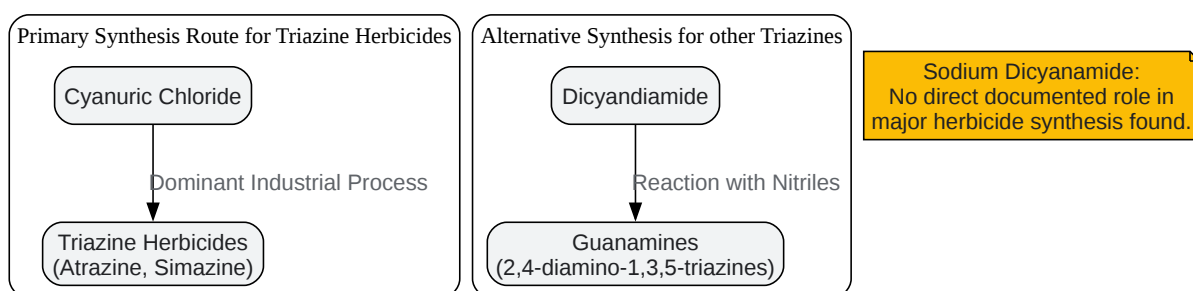 Primary Synthesis Route for Triazine Herbicides
Cyanuric Chloride
Dominant Industrial Process
Triazine Herbicides
(Atrazine, Simazine)
Alternative Synthesis for other Triazines
Dicyandiamide
Reaction with Nitriles
Guanamines
(2,4-diamino-1,3,5-triazines)
Sodium Dicyanamide:
No direct documented role in
major herbicide synthesis found.